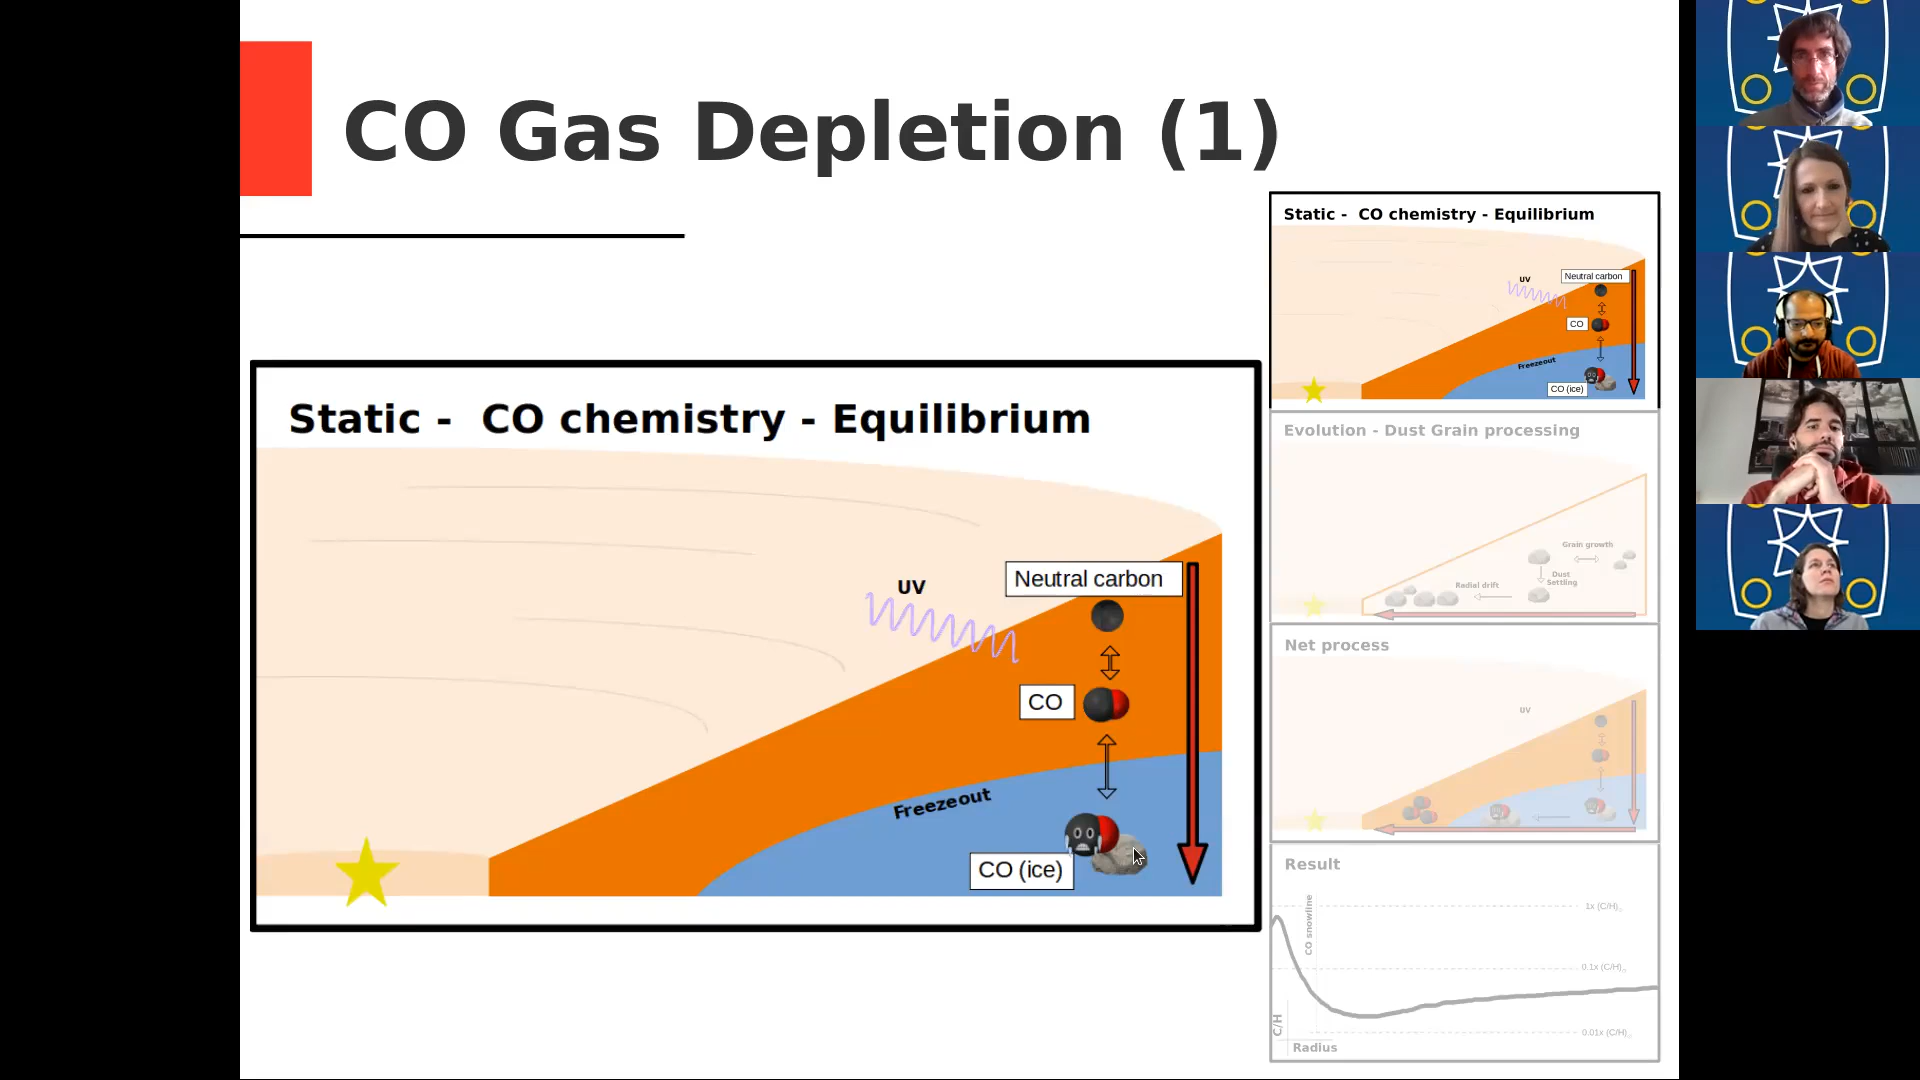 CO Gas Depletion (1)
Static -  CO chemistry - Equilibrium
UV
Neutral carbon
CO
Freezeout
CO (ice)
Static -  CO chemistry - Equilibrium
UV
Neutral carbon
CO
Freezeout
CO (ice)
Evolution - Dust Grain processing
Grain growth
Dust
Settling
Radial drift
Net process
UV
Result
CO snowline
1x (C/H)
0.1x (C/H)
0.01x (C/H)
C/H
Radius